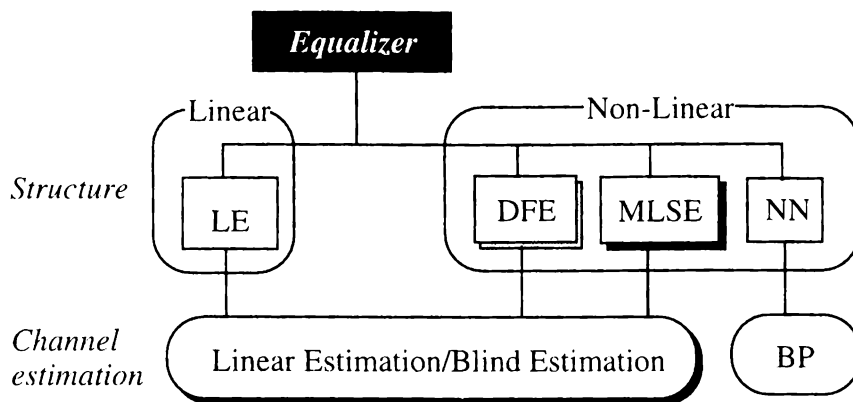 Equalizer
Linear
Non-Linear
Structure
LE
DFE
MLSE
NN
Channel
estimation
Linear Estimation/Blind Estimation
BP